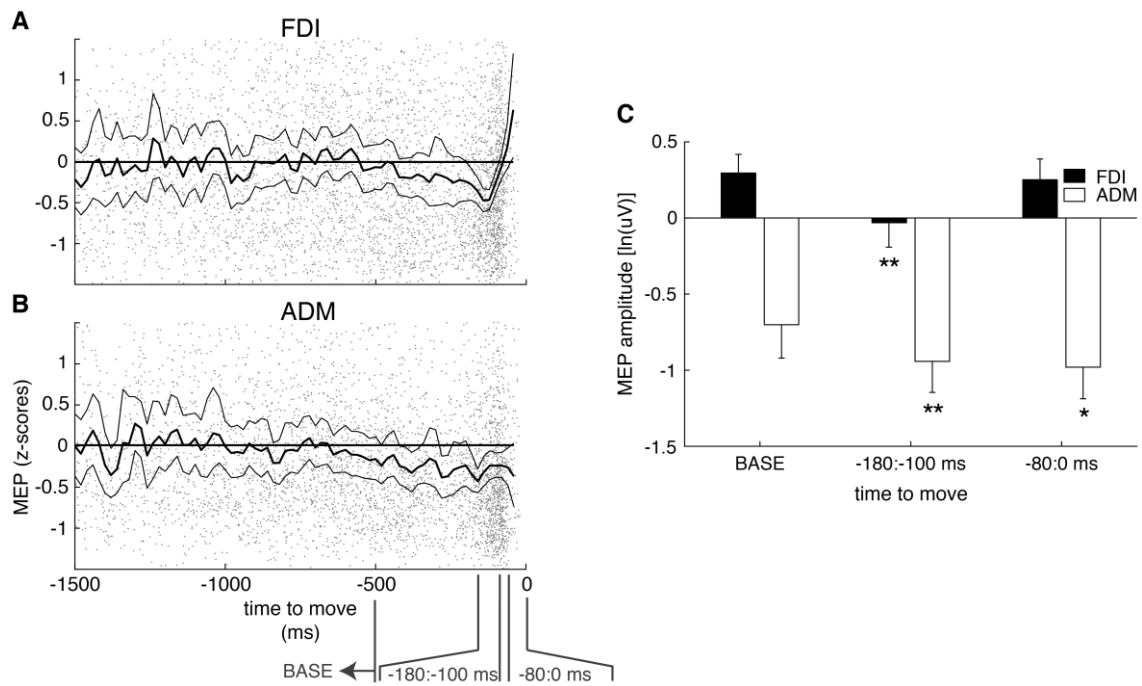 A
FDI
1
0.5
0
-0.5
-1
B
ADM
1
0.5
0
-0.5
-1
MEP (z-scores)
-1500
-1000
-500
0
time to move
(ms)
BASE
-180:-100 ms
-80:0 ms
C
0.5
0
-0.5
-1
-1.5
MEP amplitude [ln(uV)]
FDI
ADM
**
**
*
BASE
-180:-100 ms
-80:0 ms
time to move